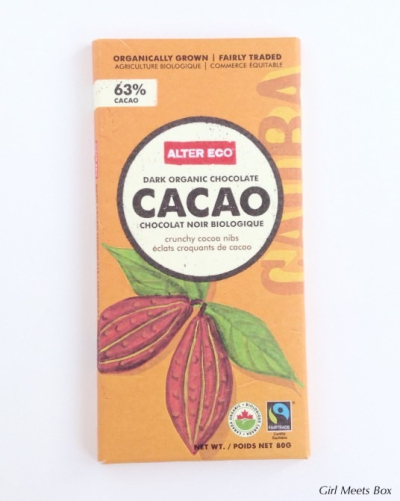 ORGANICALLY GROWN | FAIRLY TRADED
AGRICULTURE BIOLOGIQUE | COMMERCE ÉQUITABLE
63%
CACAO
ALTER ECO
DARK ORGANIC CHOCOLATE
CACAO
CHOCOLAT NOIR BIOLOGIQUE
crunchy cocoa nibs
éclats croquants de cacao
FAIRTRADE
NET WT. / POIDS NET 80G
Girl Meets Box